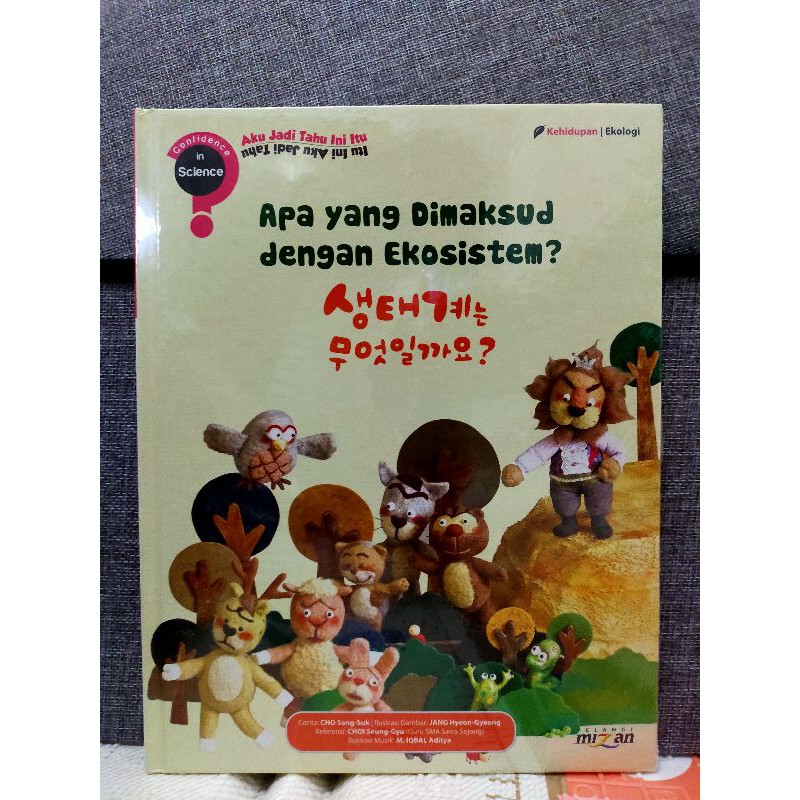 Confidence
in
Science
Aku Jadi Tahu Ini Itu
Itu Ini Aku Jadi Tahu
Kehidupan | Ekologi
Apa yang Dimaksud
dengan Ekosistem?
생태계는
무엇일까요?
Cerita: CHO Sang-Suk | Ilustrasi Gambar: JANG Hyeon-Gyeong
Referensi: CHOI Seung-Gyu (Guru SMA Sains Sejong)
Ilustrasi Musik: M. IQBAL Aditya
PELANGI
mizan